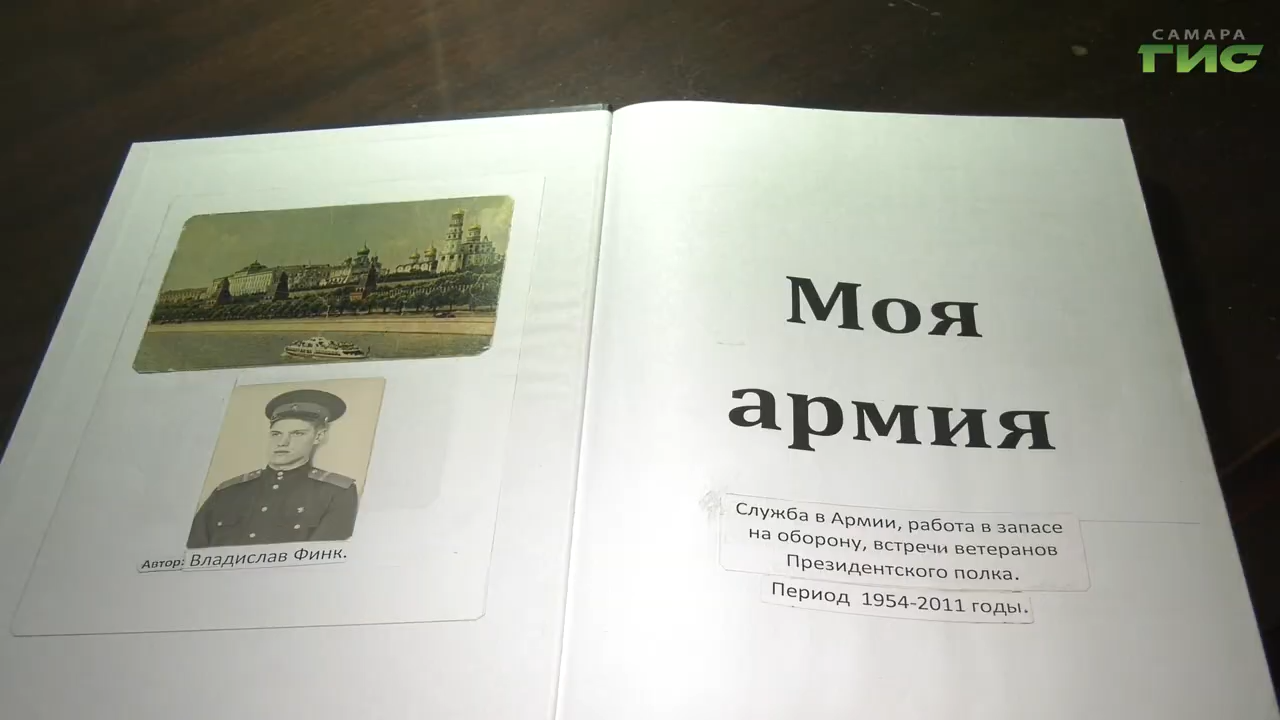 САМАРА
ГИС
Автор: Владислав Финк.
Моя
армия
Служба в Армии, работа в запасе
на оборону, встречи ветеранов
Президентского полка.
Период 1954-2011 годы.